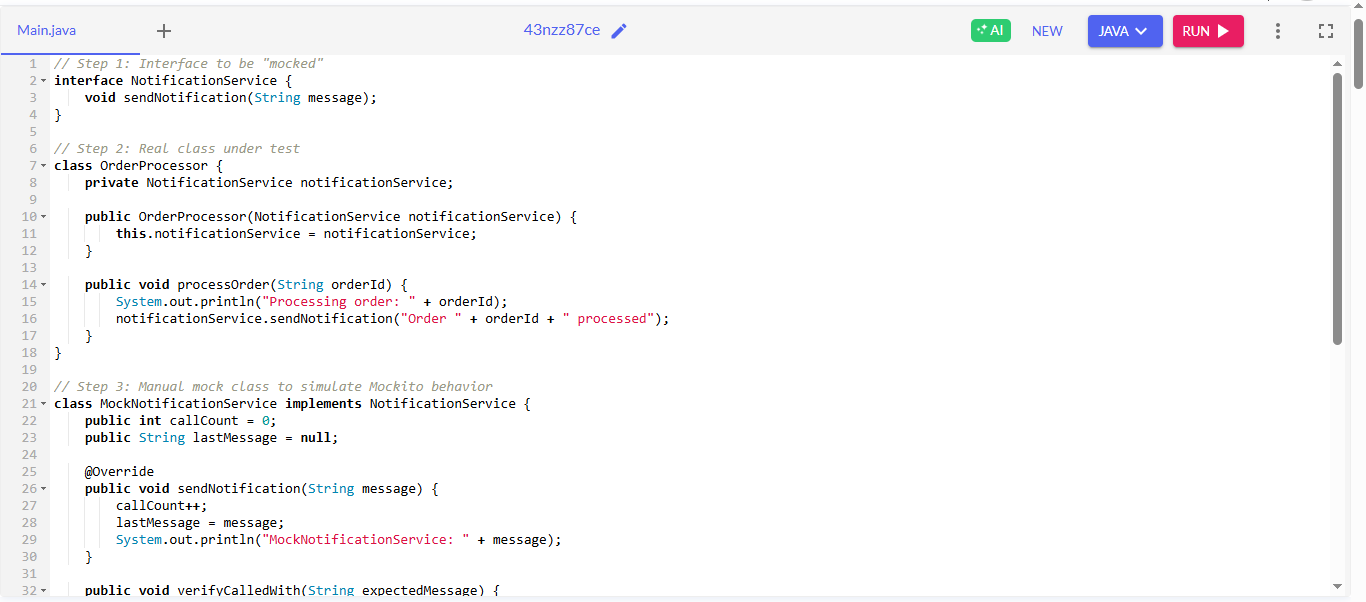 Main.java
43nzz87ce
AI
NEW
JAVA
RUN
1 // Step 1: Interface to be "mocked"
2 interface NotificationService {
3     void sendNotification(String message);
4 }
5
6 // Step 2: Real class under test
7 class OrderProcessor {
8     private NotificationService notificationService;
9
10     public OrderProcessor(NotificationService notificationService) {
11         this.notificationService = notificationService;
12     }
13
14     public void processOrder(String orderId) {
15         System.out.println("Processing order: " + orderId);
16         notificationService.sendNotification("Order " + orderId + " processed");
17     }
18 }
19
20 // Step 3: Manual mock class to simulate Mockito behavior
21 class MockNotificationService implements NotificationService {
22     public int callCount = 0;
23     public String lastMessage = null;
24
25     @Override
26     public void sendNotification(String message) {
27         callCount++;
28         lastMessage = message;
29         System.out.println("MockNotificationService: " + message);
30     }
31
32     public void verifyCalledWith(String expectedMessage) {